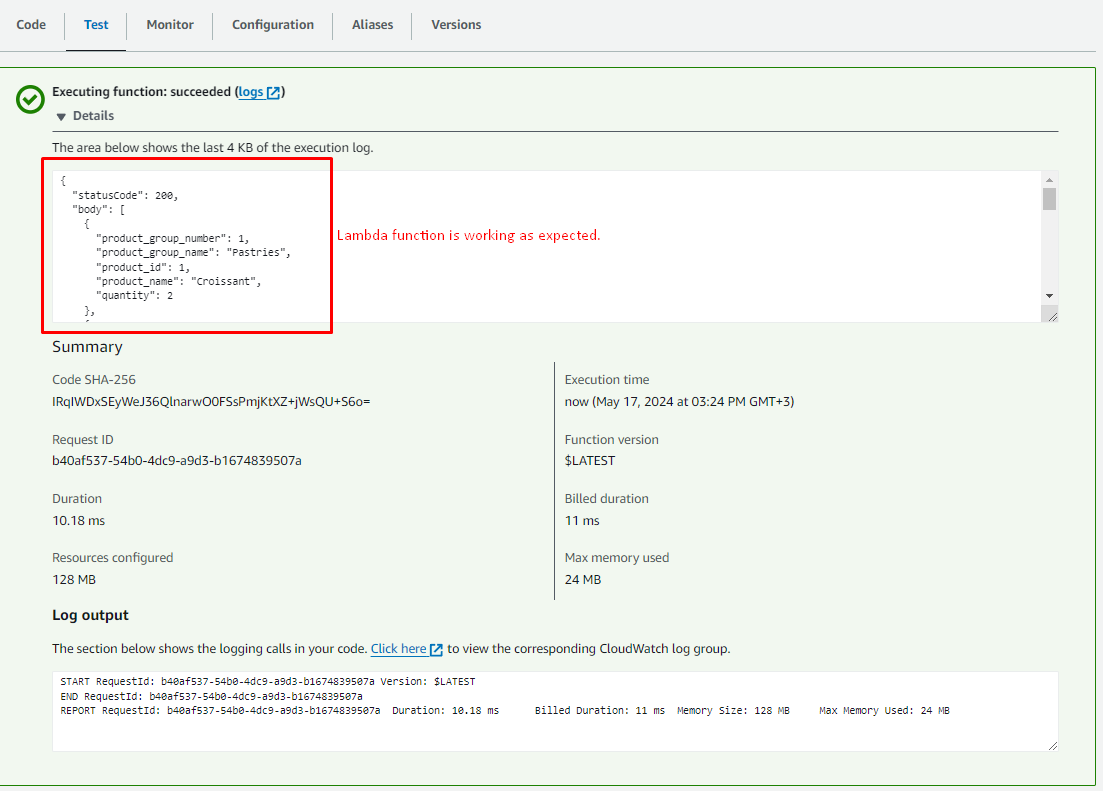 Code Test Monitor Configuration Aliases Versions
Executing function: succeeded (logs)
Details
The area below shows the last 4 KB of the execution log.
{
"statusCode": 200,
"body": [
{
"product_group_number": 1,
"product_group_name": "Pastries",
"product_id": 1,
"product_name": "Croissant",
"quantity": 2
},
Lambda function is working as expected.
Summary
Code SHA-256
IRqIWDxSEyWeJ36QlnarwO0FSsPmjKtXZ+jWsQU+S6o=
Execution time
now (May 17, 2024 at 03:24 PM GMT+3)
Request ID
b40af537-54b0-4dc9-a9d3-b1674839507a
Function version
$LATEST
Duration
10.18 ms
Billed duration
11 ms
Resources configured
128 MB
Max memory used
24 MB
Log output
The section below shows the logging calls in your code. Click here to view the corresponding CloudWatch log group.
START RequestId: b40af537-54b0-4dc9-a9d3-b1674839507a Version: $LATEST
END RequestId: b40af537-54b0-4dc9-a9d3-b1674839507a
REPORT RequestId: b40af537-54b0-4dc9-a9d3-b1674839507a Duration: 10.18 ms Billed Duration: 11 ms Memory Size: 128 MB Max Memory Used: 24 MB